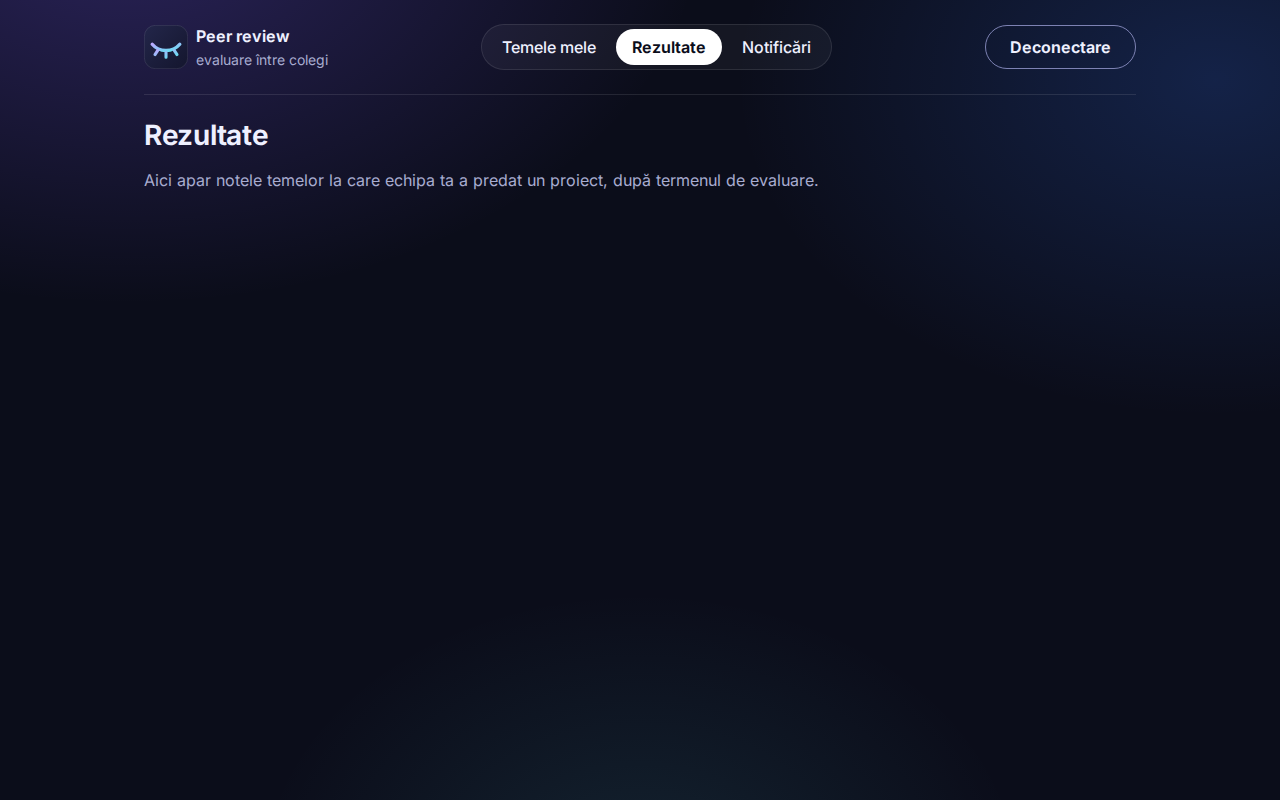 Peer review
evaluare între colegi
Temele mele
Rezultate
Notificări
Deconectare
Rezultate
Aici apar notele temelor la care echipa ta a predat un proiect, după termenul de evaluare.